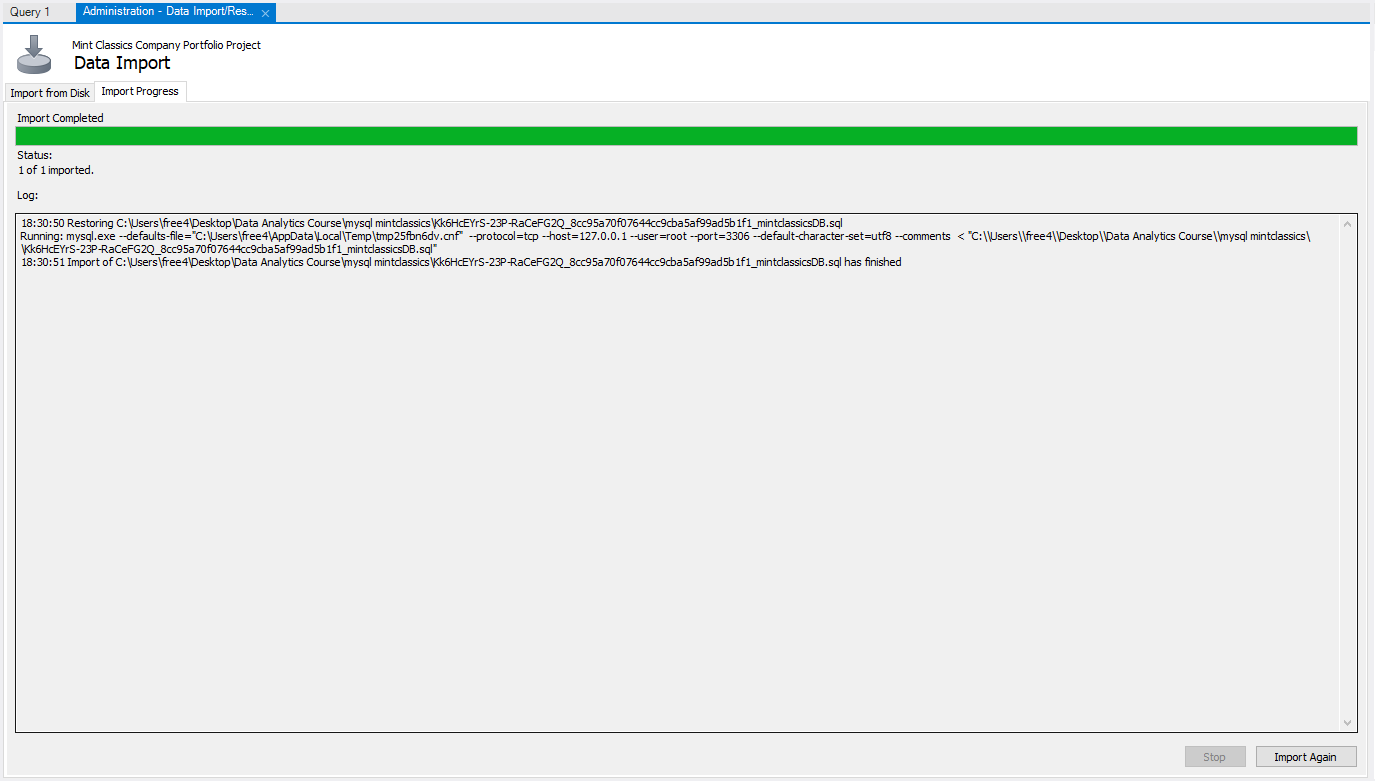 Query 1
Administration - Data Import/Res...
Mint Classics Company Portfolio Project
Data Import
Import from Disk
Import Progress
Import Completed
Status:
1 of 1 imported.
Log:
18:30:50 Restoring C:\Users\free4\Desktop\Data Analytics Course\mysql mintclassics\Kk6HcEYrS-23P-RaCeFG2Q_8cc95a70f07644cc9cba5af99ad5b1f1_mintclassicsDB.sql
Running: mysql.exe --defaults-file="C:\Users\free4\AppData\Local\Temp\tmp25fbn6dv.cnf"  --protocol=tcp --host=127.0.0.1 --user=root --port=3306 --default-character-set=utf8 --comments  < "C:\\Users\\free4\\Desktop\\Data Analytics Course\\mysql mintclassics\
\Kk6HcEYrS-23P-RaCeFG2Q_8cc95a70f07644cc9cba5af99ad5b1f1_mintclassicsDB.sql"
18:30:51 Import of C:\Users\free4\Desktop\Data Analytics Course\mysql mintclassics\Kk6HcEYrS-23P-RaCeFG2Q_8cc95a70f07644cc9cba5af99ad5b1f1_mintclassicsDB.sql has finished
Stop
Import Again